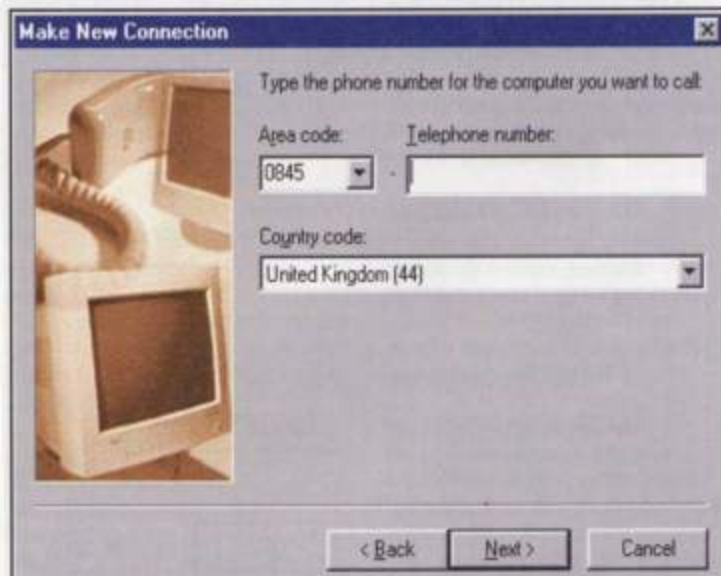 Make New Connection
Type the phone number for the computer you want to call:
Area code: Telephone number:
0845 -
Country code:
United Kingdom (44)
< Back Next > Cancel